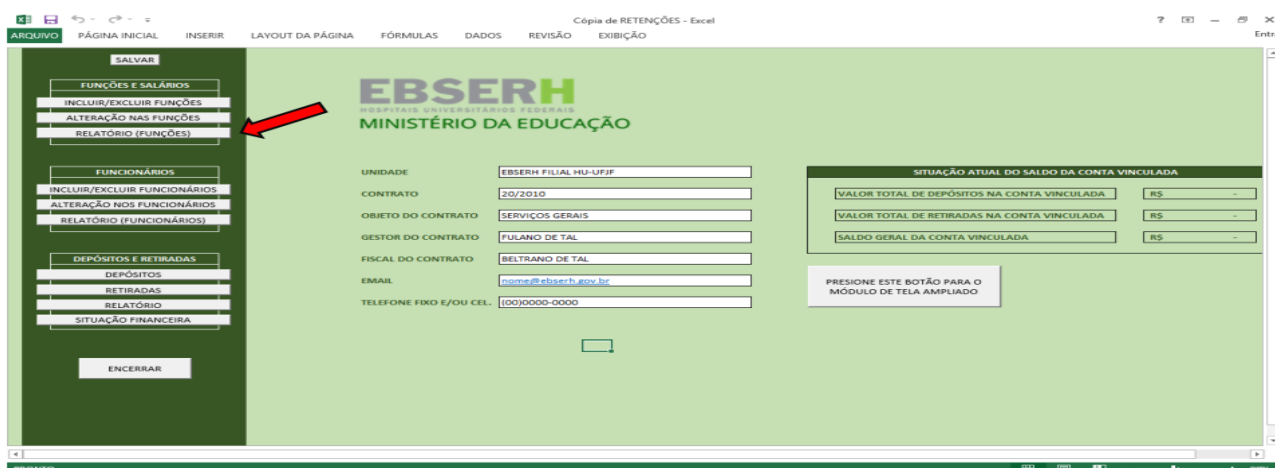 Cópia de RETENÇÕES - Excel
ARQUIVO PÁGINA INICIAL INSERIR LAYOUT DA PÁGINA FÓRMULAS DADOS REVISÃO EXIBIÇÃO Entr
SALVAR
FUNÇÕES E SALÁRIOS
INCLUIR/EXCLUIR FUNÇÕES
ALTERAÇÃO NAS FUNÇÕES
RELATÓRIO (FUNÇÕES)
FUNCIONÁRIOS
INCLUIR/EXCLUIR FUNCIONÁRIOS
ALTERAÇÃO NOS FUNCIONÁRIOS
RELATÓRIO (FUNCIONÁRIOS)
DEPÓSITOS E RETIRADAS
DEPÓSITOS
RETIRADAS
RELATÓRIO
SITUAÇÃO FINANCEIRA
ENCERRAR
EBSERH
HOSPITAIS UNIVERSITÁRIOS FEDERAIS
MINISTÉRIO DA EDUCAÇÃO
UNIDADE EBSERH FILIAL HU-UFJF
CONTRATO 20/2010
OBJETO DO CONTRATO SERVIÇOS GERAIS
GESTOR DO CONTRATO FULANO DE TAL
FISCAL DO CONTRATO BELTRANO DE TAL
EMAIL nome@ebserh.gov.br
TELEFONE FIXO E/OU CEL. (00)0000-0000
SITUAÇÃO ATUAL DO SALDO DA CONTA VINCULADA
VALOR TOTAL DE DEPÓSITOS NA CONTA VINCULADA R$ -
VALOR TOTAL DE RETIRADAS NA CONTA VINCULADA R$ -
SALDO GERAL DA CONTA VINCULADA R$ -
PRESIONE ESTE BOTÃO PARA O
MÓDULO DE TELA AMPLIADO